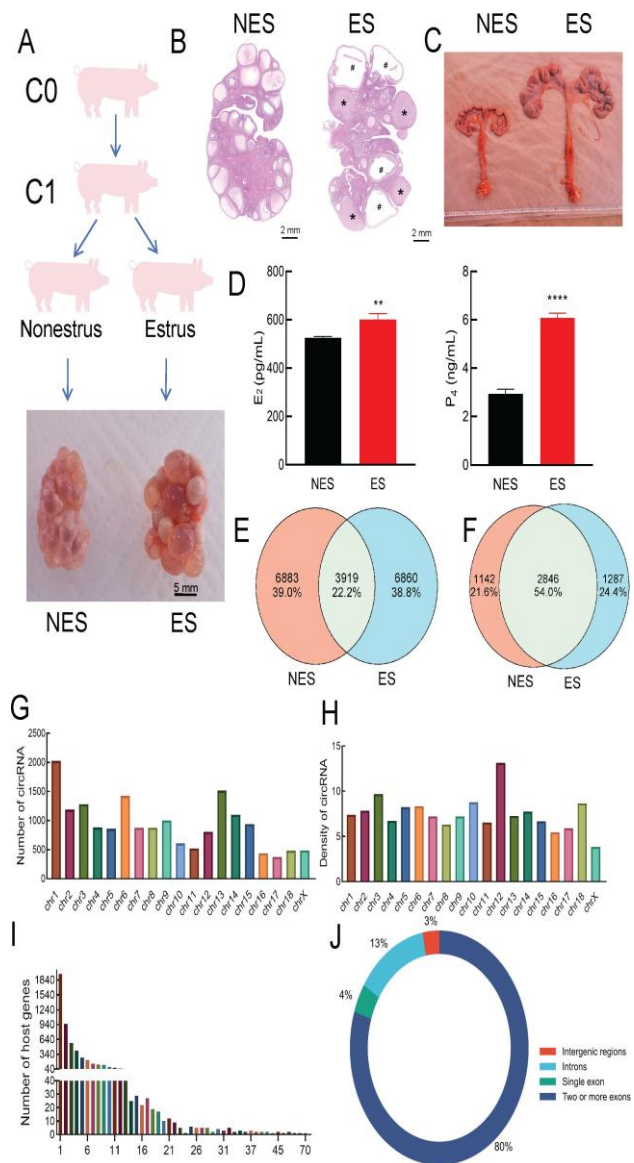 A
C0
C1
Nonestrus
Estrus
5 mm
NES
ES
B
NES
ES
#
#
*
*
#
*
#
*
2 mm
2 mm
C
NES
ES
D
E₂ (pg/mL)
800
600
400
200
0
**
NES
ES
P₄ (ng/mL)
8
6
4
2
0
****
NES
ES
E
6883
39.0%
3919
22.2%
6860
38.8%
NES
ES
F
1142
21.6%
2846
54.0%
1287
24.4%
NES
ES
G
Number of circRNA
2500
2000
1500
1000
500
0
chr1
chr2
chr3
chr4
chr5
chr6
chr7
chr8
chr9
chr10
chr11
chr12
chr13
chr14
chr15
chr16
chr17
chr18
chrX
H
Density of circRNA
15
10
5
0
chr1
chr2
chr3
chr4
chr5
chr6
chr7
chr8
chr9
chr10
chr11
chr12
chr13
chr14
chr15
chr16
chr17
chr18
chrX
I
Number of host genes
1840
1540
1240
940
640
340
40
40
30
20
10
0
1
6
11
16
21
26
31
37
45
47
70
J
3%
13%
4%
80%
Intergenic regions
Introns
Single exon
Two or more exons